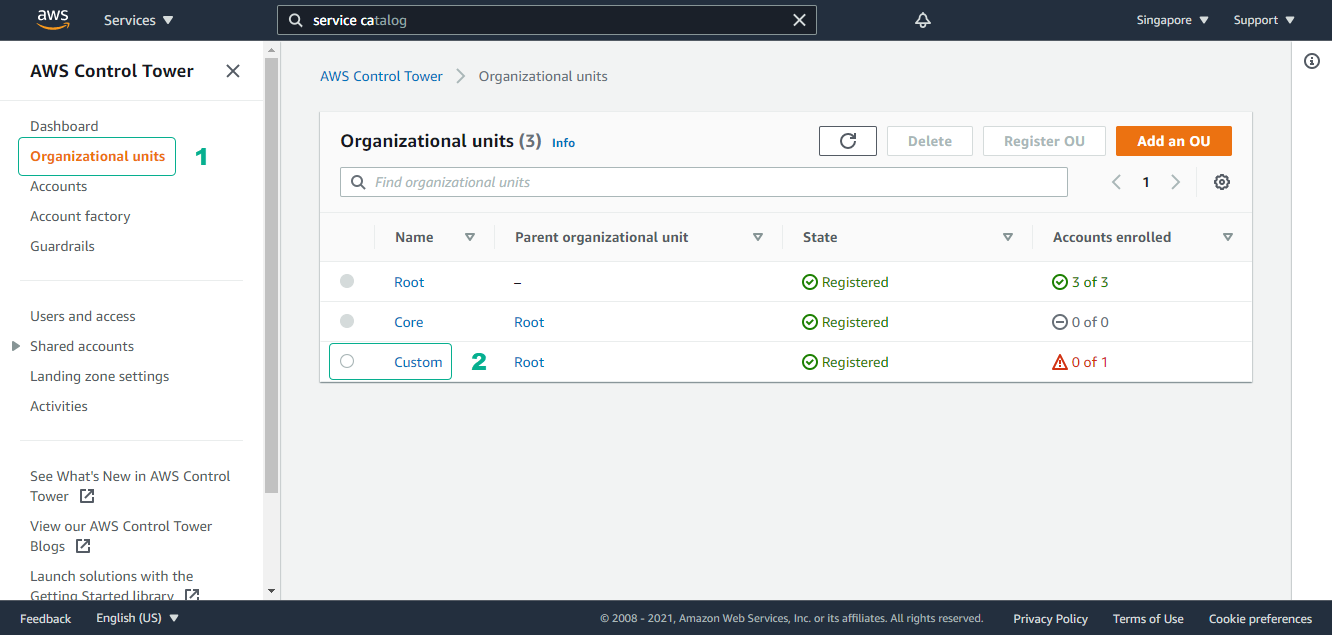 aws Services service catalog Singapore Support
AWS Control Tower
Dashboard
Organizational units 1
Accounts
Account factory
Guardrails
Users and access
Shared accounts
Landing zone settings
Activities
See What's New in AWS Control
Tower
View our AWS Control Tower
Blogs
Launch solutions with the
Getting Started library
AWS Control Tower Organizational units
Organizational units (3) Info Delete Register OU Add an OU
Find organizational units 1
Name Parent organizational unit State Accounts enrolled
Root – Registered 3 of 3
Core Root Registered 0 of 0
Custom 2 Root Registered 0 of 1
Feedback English (US) © 2008 - 2021, Amazon Web Services, Inc. or its affiliates. All rights reserved. Privacy Policy Terms of Use Cookie preferences